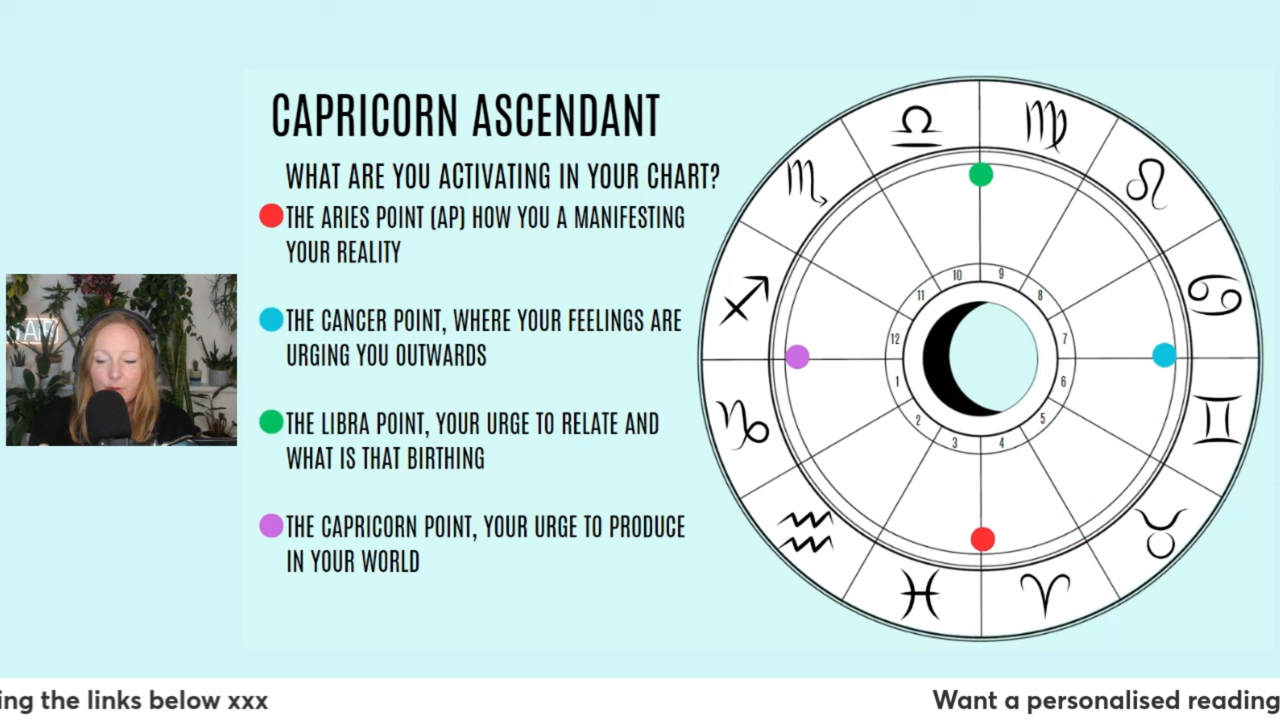 CAPRICORN ASCENDANT
WHAT ARE YOU ACTIVATING IN YOUR CHART?
THE ARIES POINT (AP) HOW YOU A MANIFESTING
YOUR REALITY
THE CANCER POINT, WHERE YOUR FEELINGS ARE
URGING YOU OUTWARDS
THE LIBRA POINT, YOUR URGE TO RELATE AND
WHAT IS THAT BIRTHING
THE CAPRICORN POINT, YOUR URGE TO PRODUCE
IN YOUR WORLD
♎ ♍
♏ ♌
♐ ♋
♑ ♊
♒ ♉
♓ ♈
10 9
11 8
12 7
1 6
2 5
3 4
ing the links below xxx
Want a personalised reading